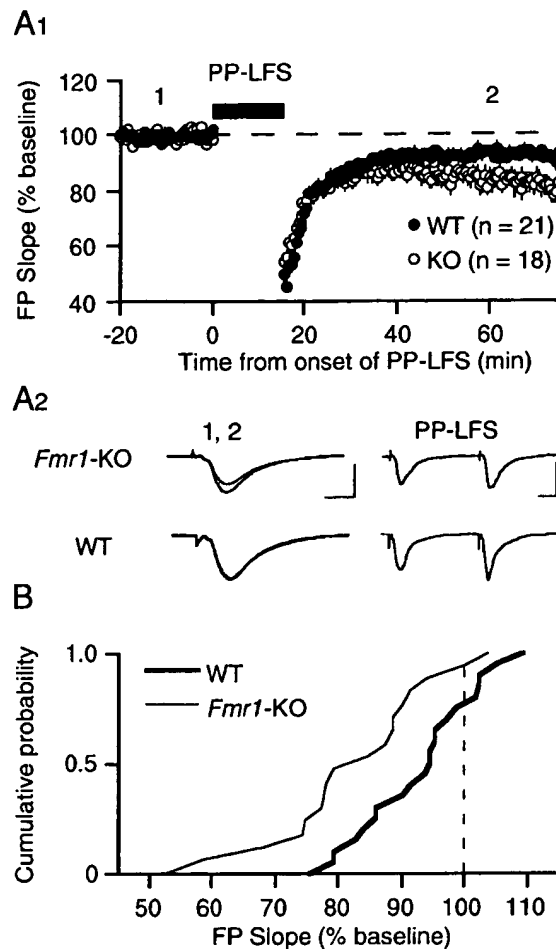 A1
PP-LFS
1
2
120
100
80
60
40
FP Slope (% baseline)
WT (n = 21)
KO (n = 18)
-20 0 20 40 60
Time from onset of PP-LFS (min)
A2
1, 2
PP-LFS
Fmr1-KO
WT
B
1.0
0.5
0
Cumulative probability
WT
Fmr1-KO
50 60 70 80 90 100 110
FP Slope (% baseline)